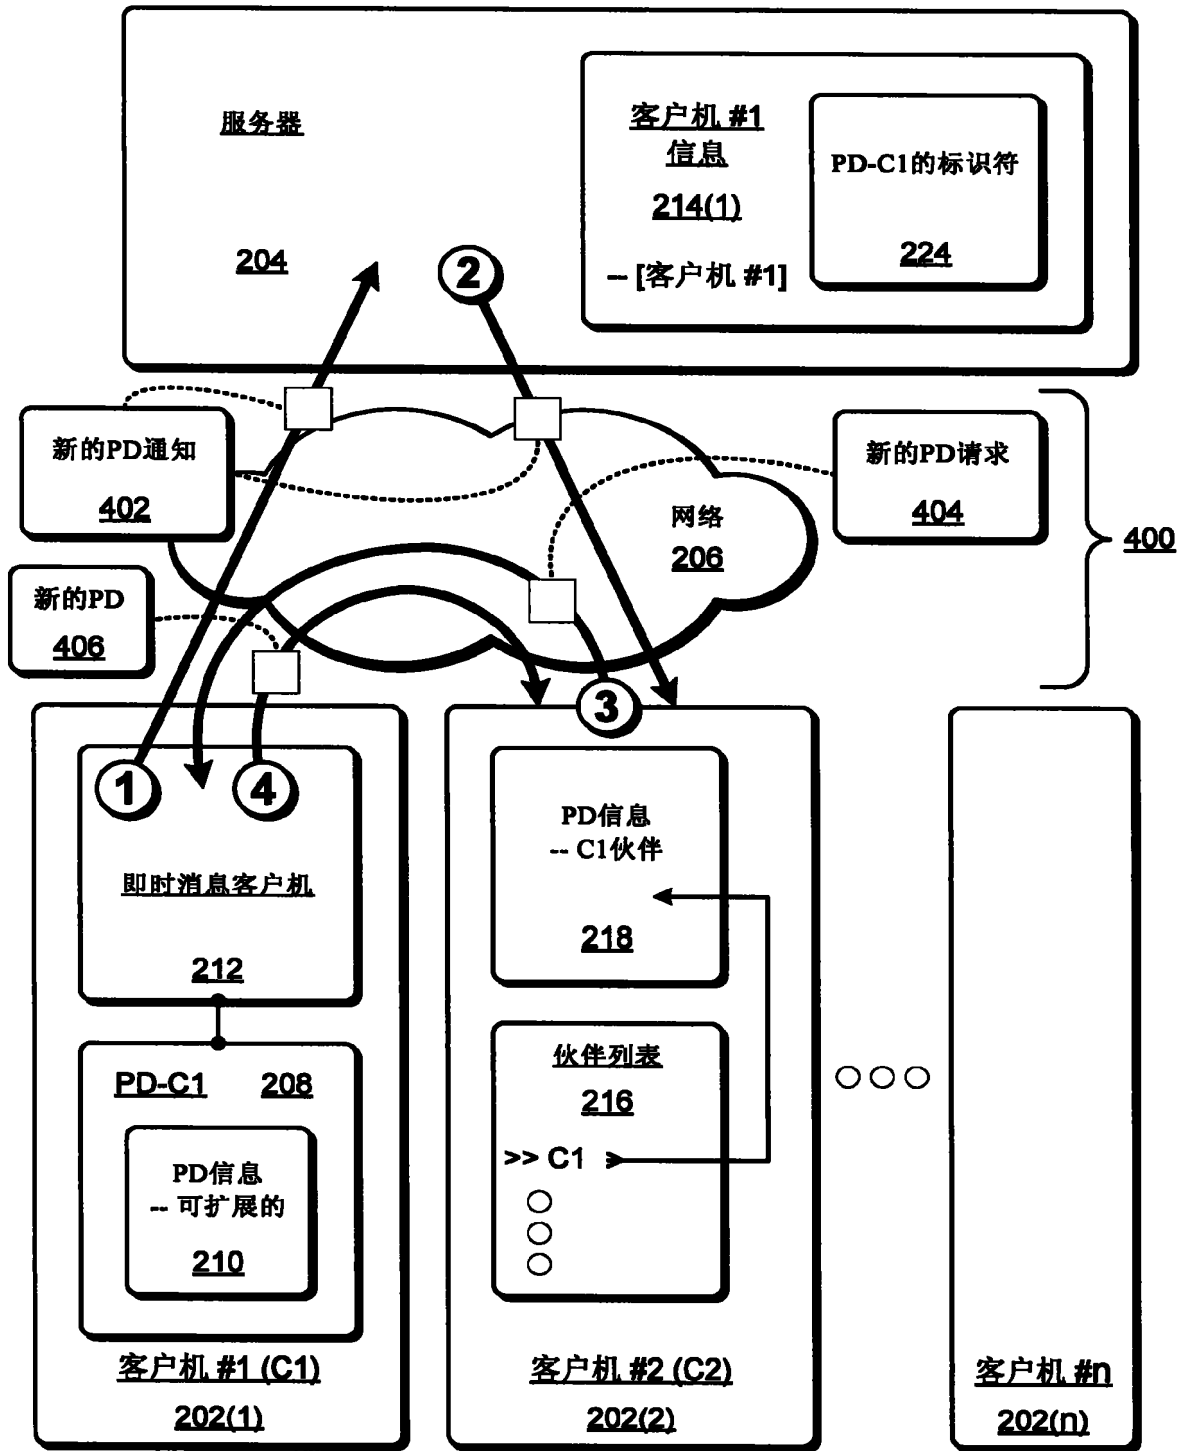 服务器
204
客户机 #1
信息
214(1)
-- [客户机 #1]
PD-C1的标识符
224
2
新的PD通知
402
新的PD请求
404
网络
206
400
新的PD
406
3
1
4
即时消息客户机
212
PD信息
-- C1伙伴
218
PD-C1 208
PD信息
-- 可扩展的
210
伙伴列表
216
>> C1
客户机 #1 (C1)
202(1)
客户机 #2 (C2)
202(2)
客户机 #n
202(n)